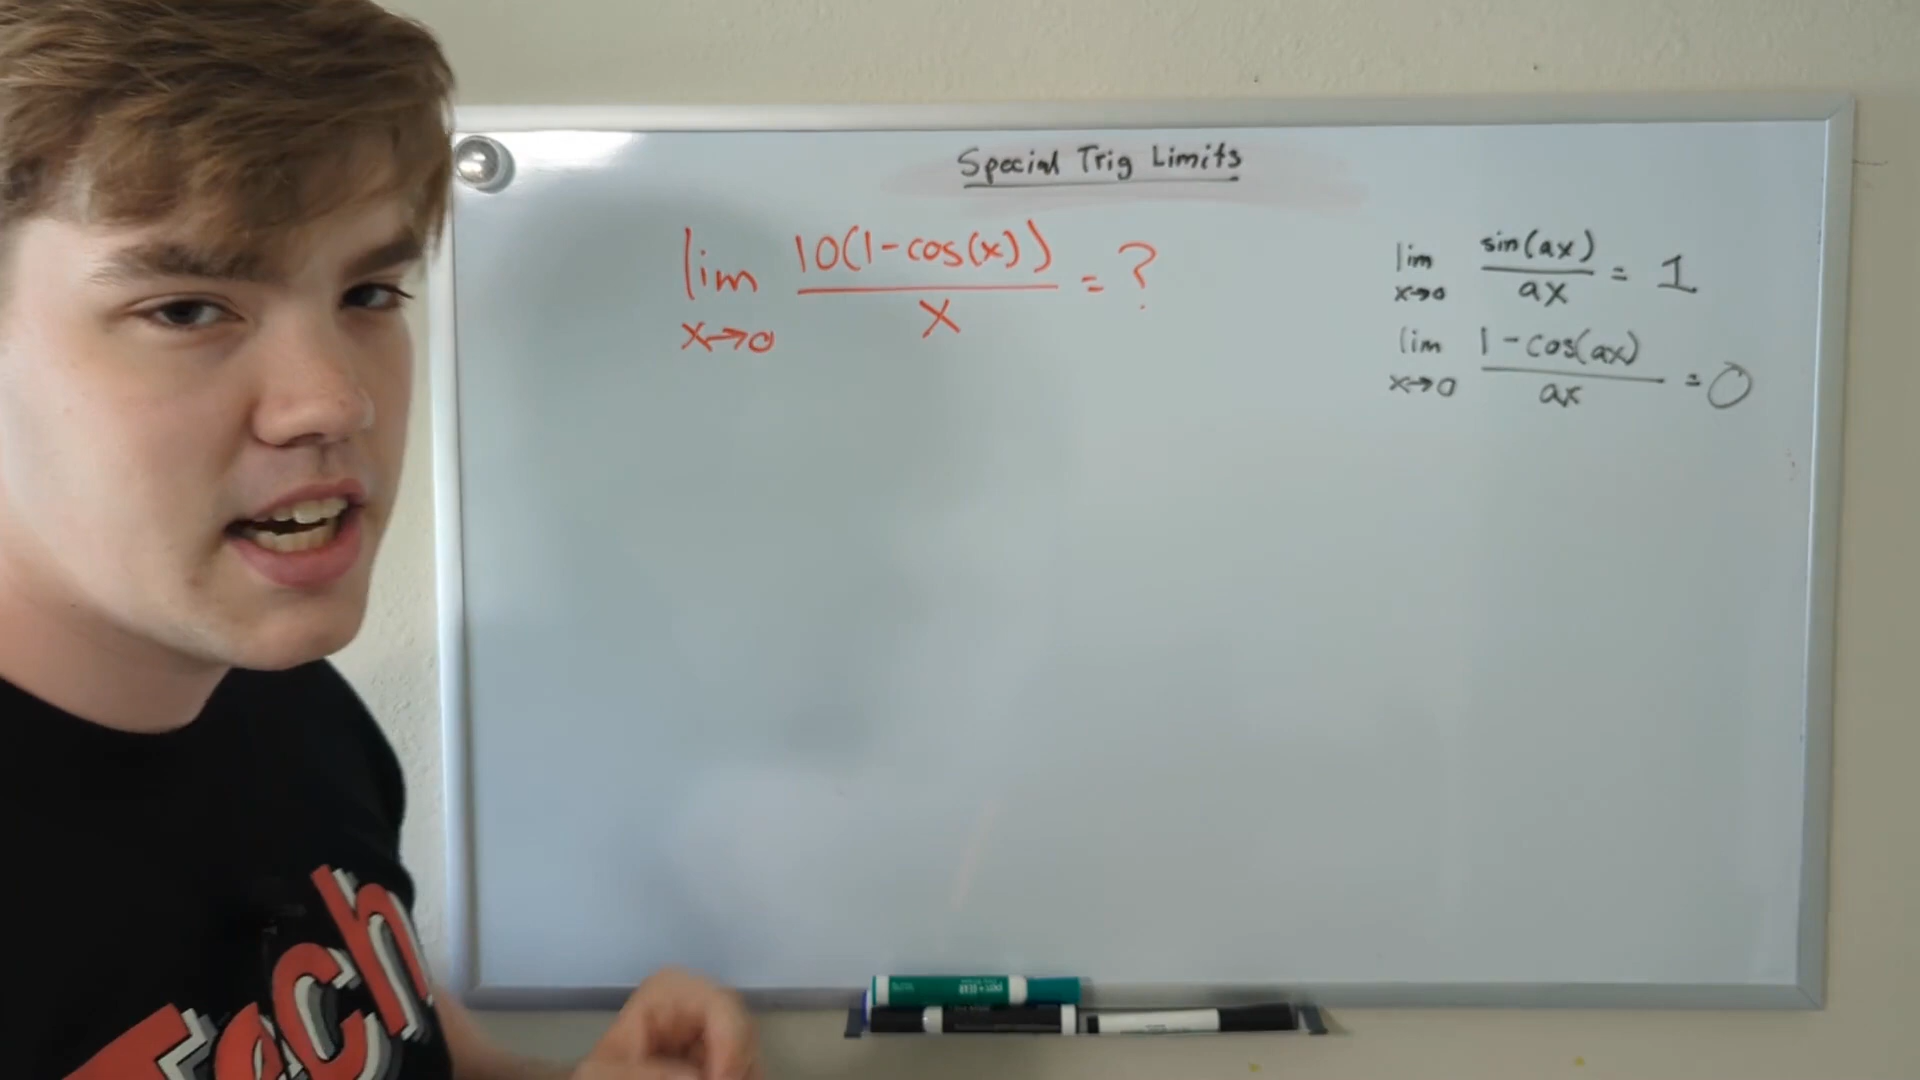 Special Trig Limits
lim x→0 10(1-cos(x)) / x = ?
lim x→0 sin(ax) / ax = 1
lim x→0 1-cos(ax) / ax = 0
Tech